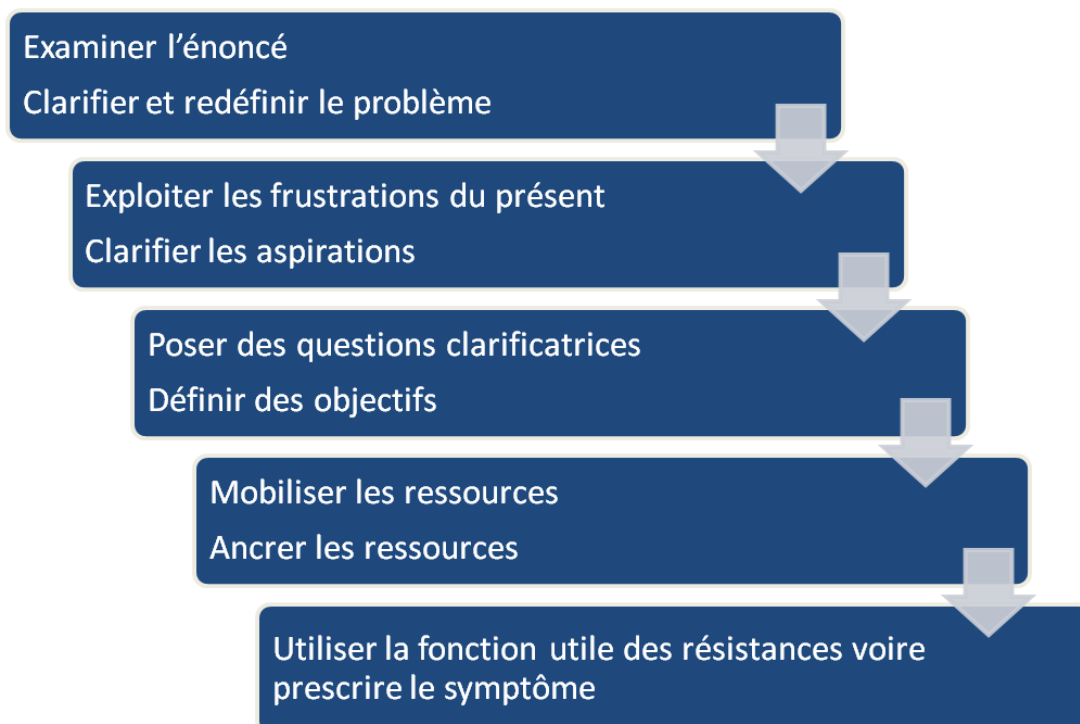 Examiner l’énoncé
Clarifier et redéfinir le problème
Exploiter les frustrations du présent
Clarifier les aspirations
Poser des questions clarificatrices
Définir des objectifs
Mobiliser les ressources
Ancrer les ressources
Utiliser la fonction utile des résistances voire
prescrire le symptôme